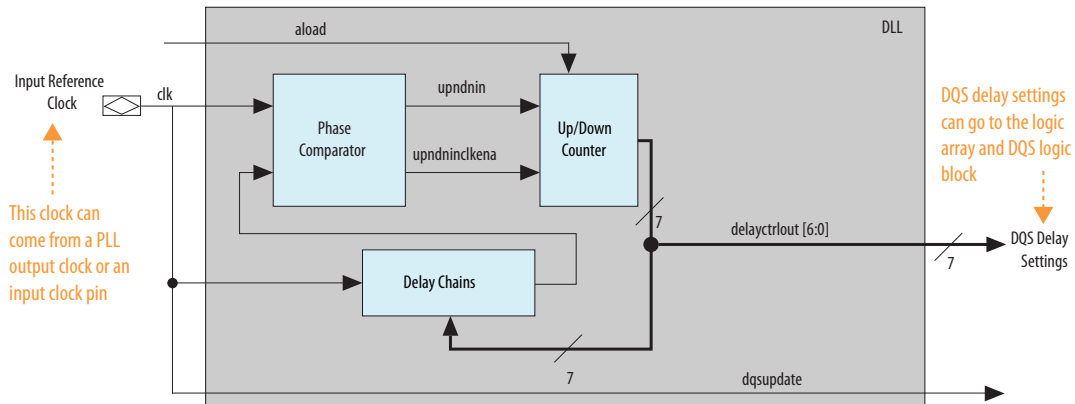 aload
DLL
Input Reference
Clock
clk
upndnin
Phase
Comparator
Up/Down
Counter
upndninclkena
DQS delay settings
can go to the logic
array and DQS logic
block
This clock can
come from a PLL
output clock or an
input clock pin
7
delayctrlout [6:0]
7
DQS Delay
Settings
Delay Chains
7
dqsupdate